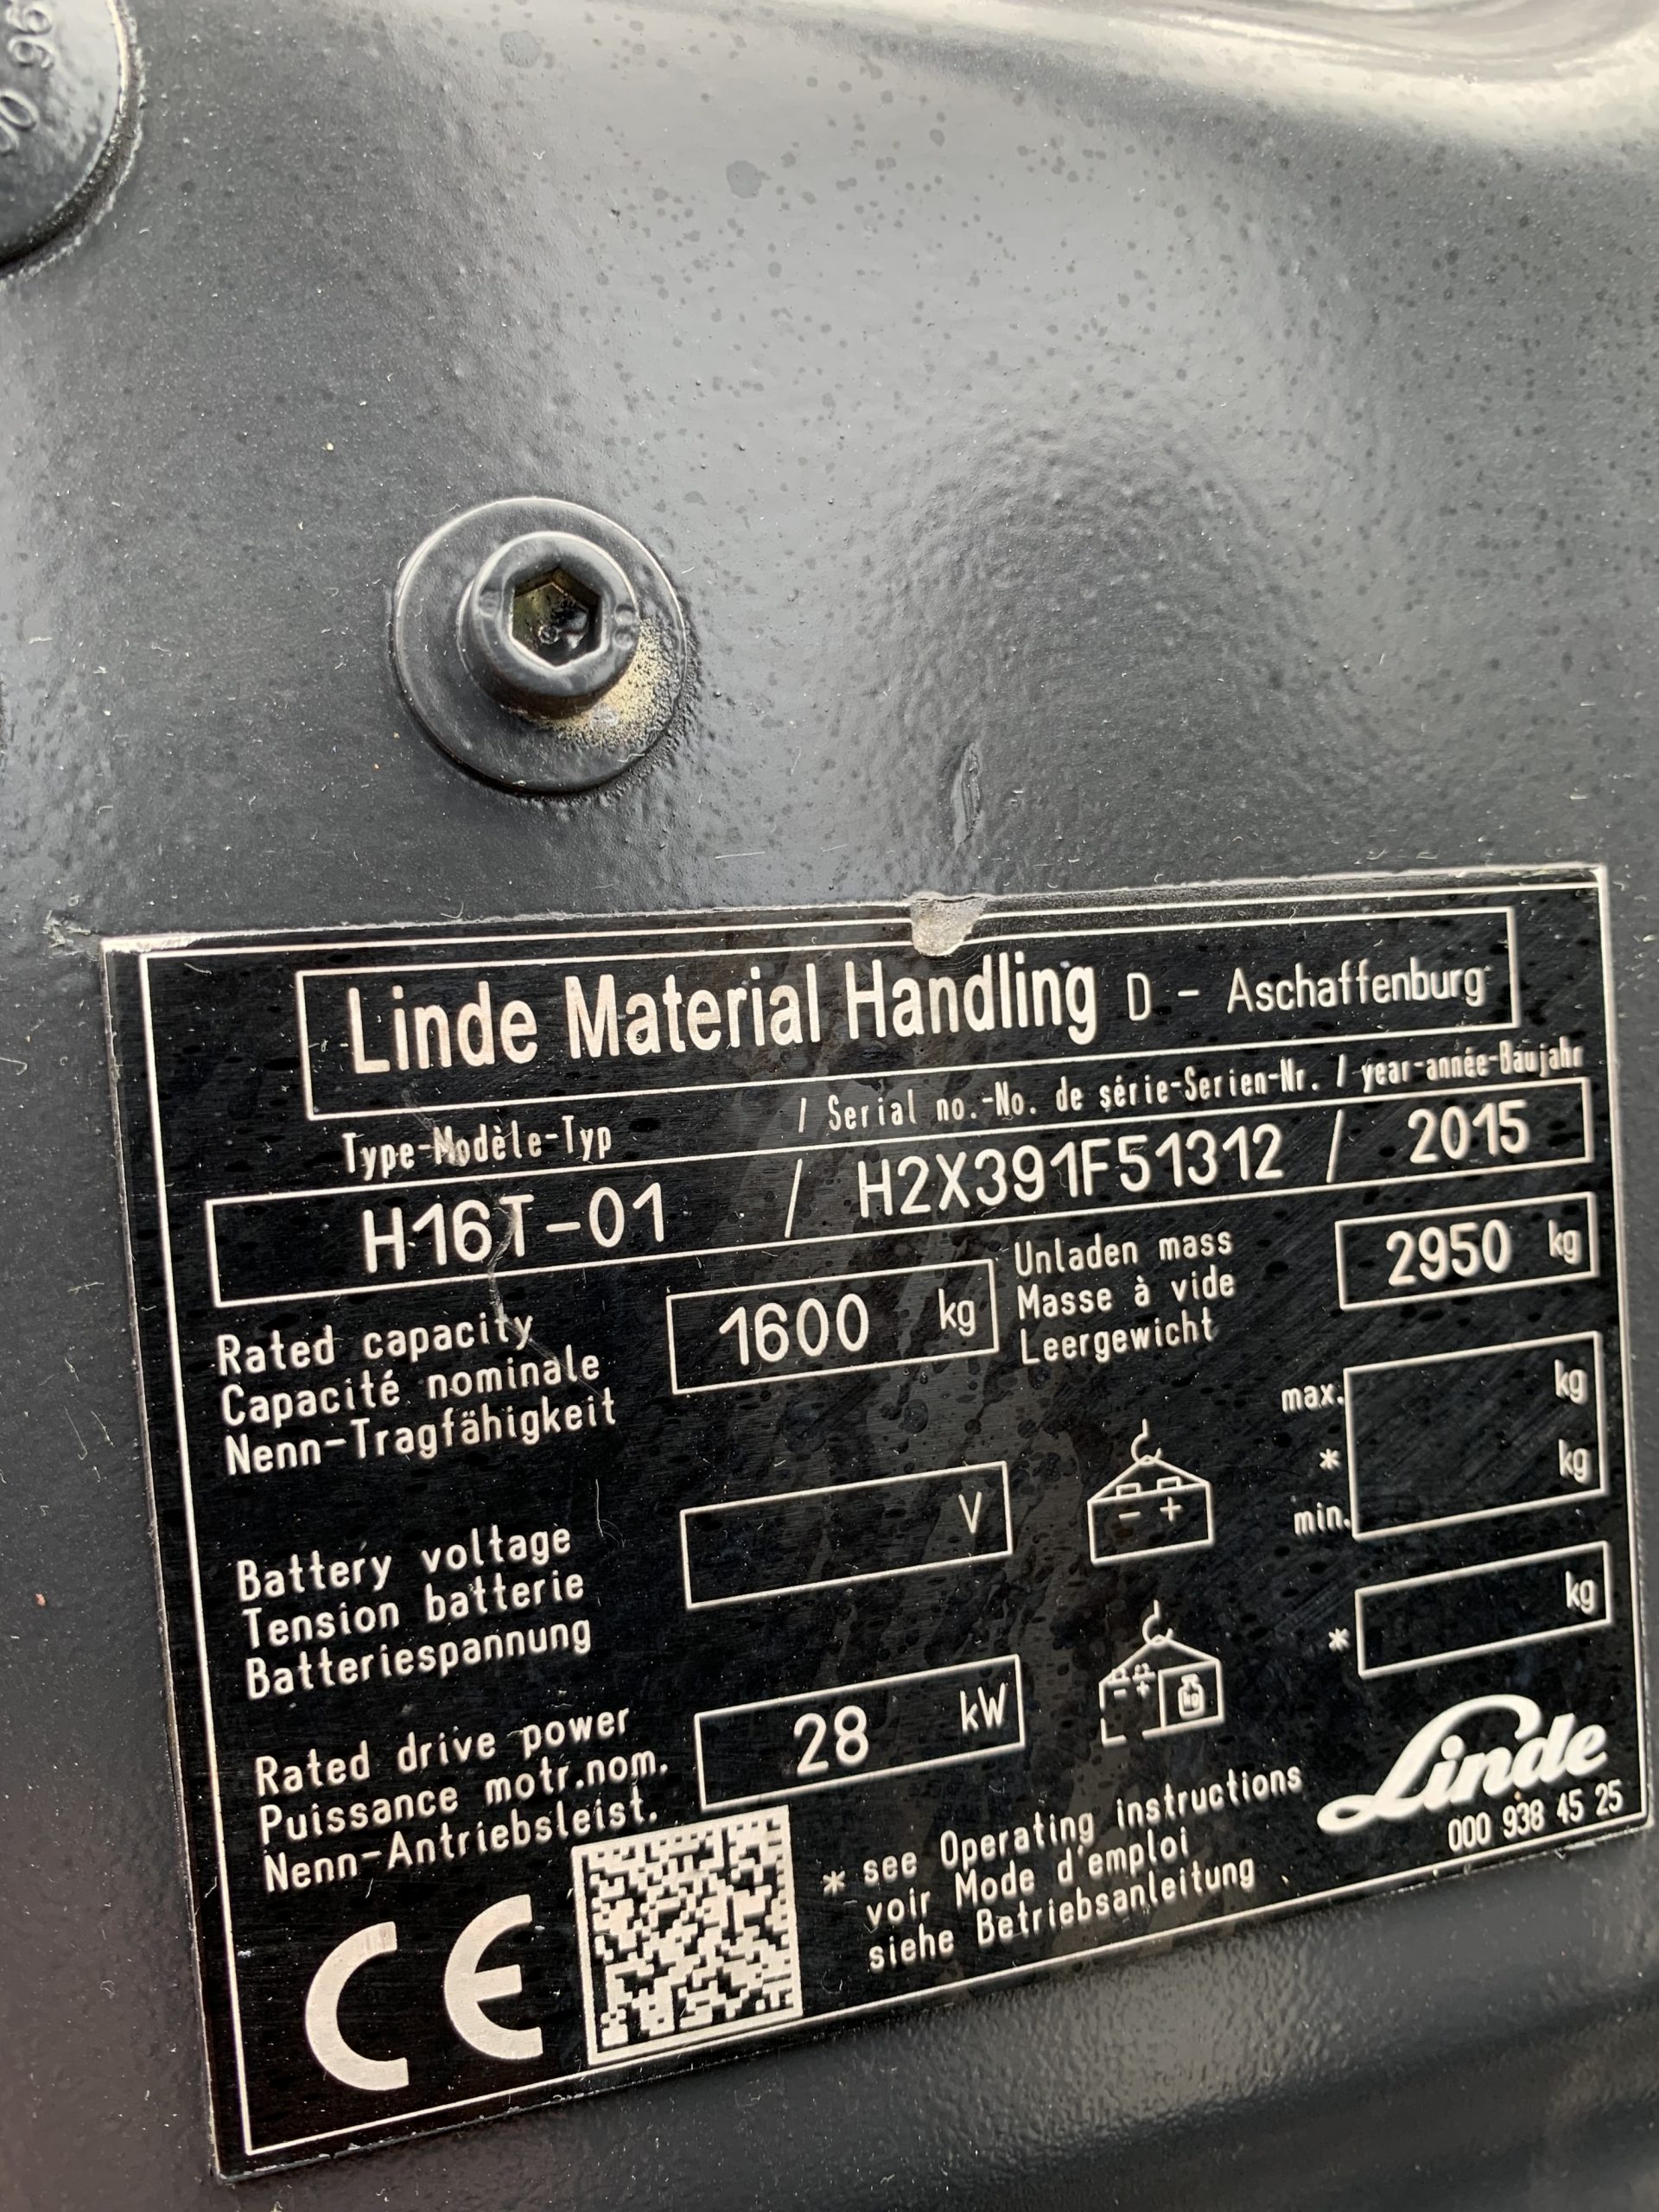 96
Linde Material Handling D - Aschaffenburg
Type-Modèle-Typ / Serial no.-No. de série-Serien-Nr. / year-année-Baujahr
H16T-01 / H2X391F51312 / 2015
Rated capacity
Capacité nominale
Nenn-Tragfähigkeit
1600 kg
Unladen mass
Masse à vide
Leergewicht
2950 kg
Battery voltage
Tension batterie
Batteriespannung
V
- +
max. kg
*
min. kg
Rated drive power
Puissance motr.nom.
Nenn-Antriebsleist.
28 kW
- + kg
* kg
CE
* see Operating instructions
voir Mode d'emploi
siehe Betriebsanleitung
Linde
000 938 45 25